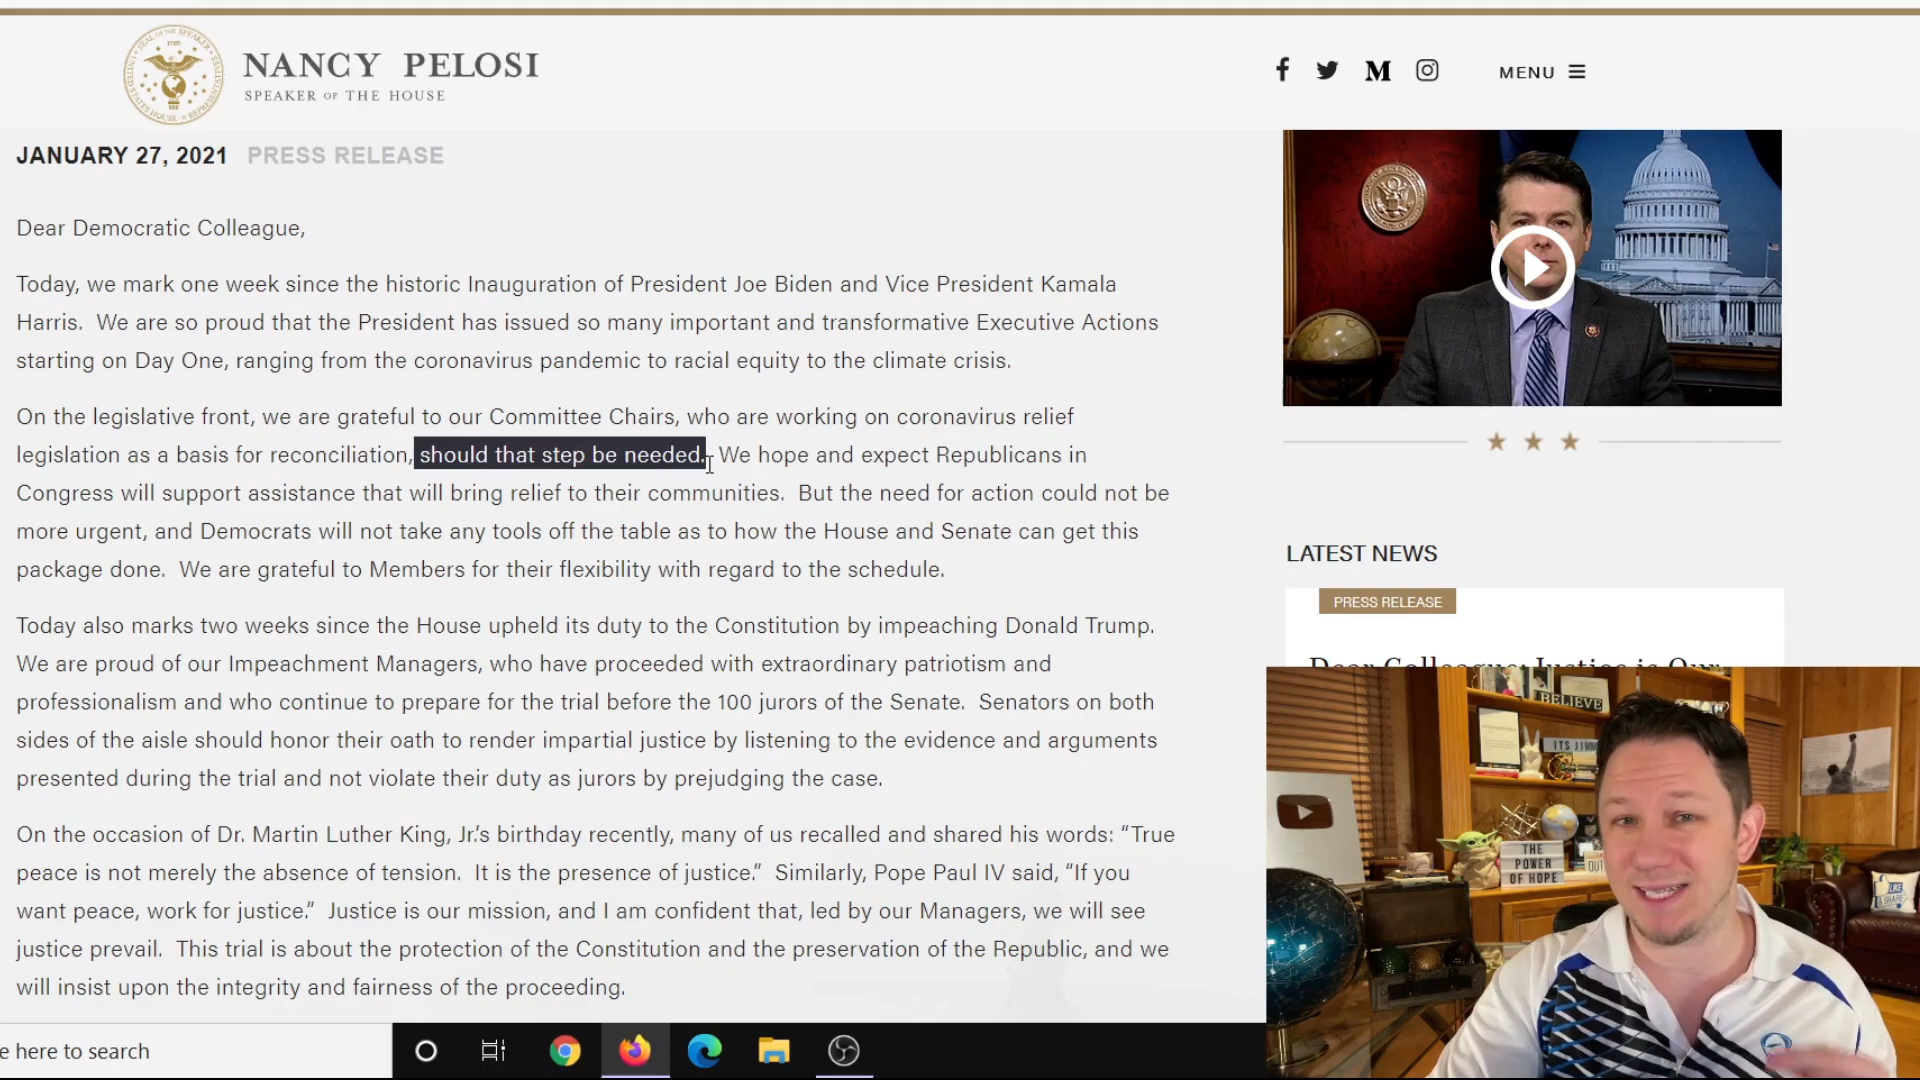 NANCY PELOSI
SPEAKER OF THE HOUSE
MENU
JANUARY 27, 2021 PRESS RELEASE
Dear Democratic Colleague,
Today, we mark one week since the historic Inauguration of President Joe Biden and Vice President Kamala
Harris.  We are so proud that the President has issued so many important and transformative Executive Actions
starting on Day One, ranging from the coronavirus pandemic to racial equity to the climate crisis.
On the legislative front, we are grateful to our Committee Chairs, who are working on coronavirus relief
legislation as a basis for reconciliation, should that step be needed.  We hope and expect Republicans in
Congress will support assistance that will bring relief to their communities.  But the need for action could not be
more urgent, and Democrats will not take any tools off the table as to how the House and Senate can get this
package done.  We are grateful to Members for their flexibility with regard to the schedule.
Today also marks two weeks since the House upheld its duty to the Constitution by impeaching Donald Trump.
We are proud of our Impeachment Managers, who have proceeded with extraordinary patriotism and
professionalism and who continue to prepare for the trial before the 100 jurors of the Senate.  Senators on both
sides of the aisle should honor their oath to render impartial justice by listening to the evidence and arguments
presented during the trial and not violate their duty as jurors by prejudging the case.
On the occasion of Dr. Martin Luther King, Jr.'s birthday recently, many of us recalled and shared his words: “True
peace is not merely the absence of tension.  It is the presence of justice.”  Similarly, Pope Paul IV said, “If you
want peace, work for justice.”  Justice is our mission, and I am confident that, led by our Managers, we will see
justice prevail.  This trial is about the protection of the Constitution and the preservation of the Republic, and we
will insist upon the integrity and fairness of the proceeding.
LATEST NEWS
PRESS RELEASE
Dear Colleague: Justice is Our
BELIEVE
ITS JIMM
THE
POWER
OF HOPE
OUT
LIKE
& SHARE
e here to search